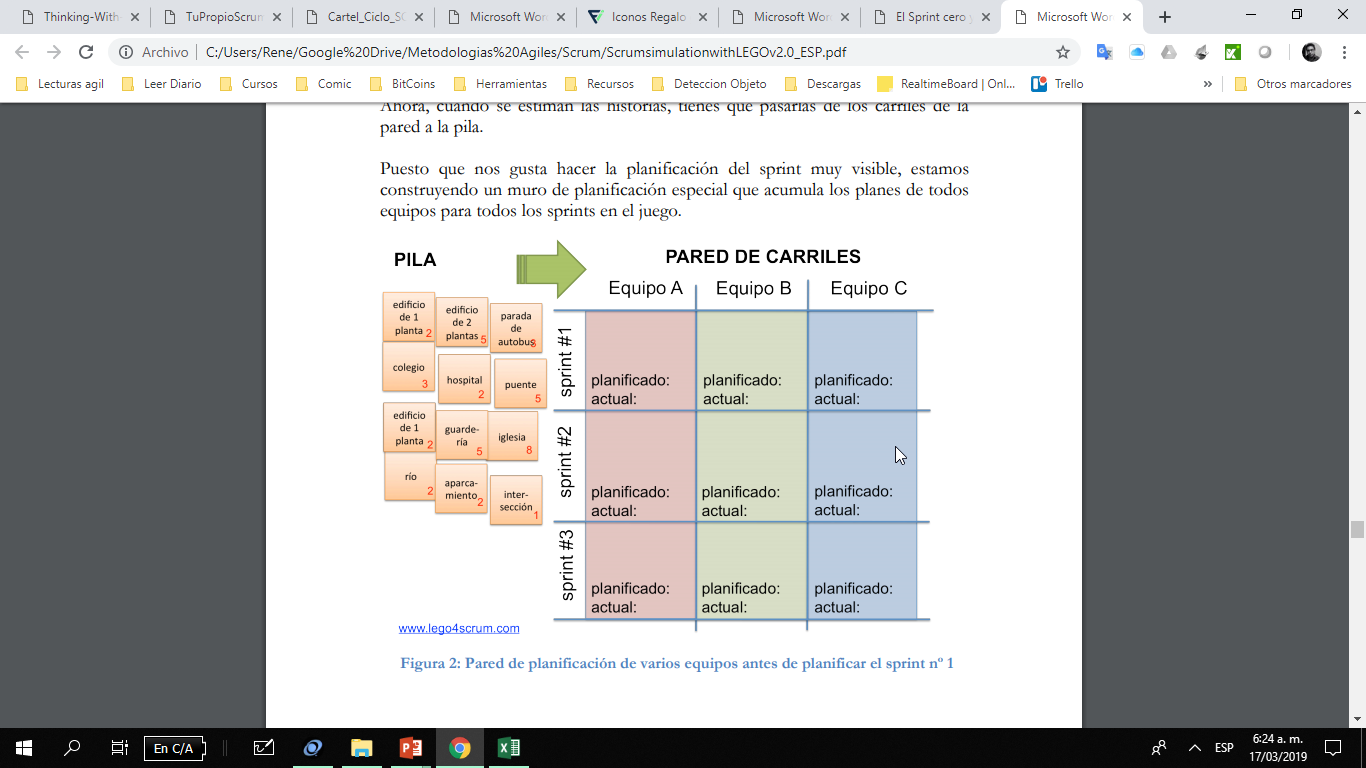 Thinking-With
TuPropioScrum
Cartel_Ciclo_SC
Microsoft Wor
Iconos Regalo
Microsoft Wor
El Sprint cero y
Microsoft Wor
Archivo
C:/Users/Rene/Google%20Drive/Metodologias%20Agiles/Scrum/ScrumsimulationwithLEGOv2.0_ESP.pdf
Lecturas agil
Leer Diario
Cursos
Comic
BitCoins
Herramientas
Recursos
Deteccion Objeto
Descargas
RealtimeBoard | Onl...
Trello
»
Otros marcadores
Ahora, cuando se estiman las historias, tienes que pasarlas de los carriles de la
pared a la pila.
Puesto que nos gusta hacer la planificación del sprint muy visible, estamos
construyendo un muro de planificación especial que acumula los planes de todos
equipos para todos los sprints en el juego.
PILA
PARED DE CARRILES
Equipo A
Equipo B
Equipo C
edificio
de 1
planta 2
edificio
de 2
plantas 5
parada
de
autobus
colegio
3
hospital
2
puente
5
edificio
de 1
planta 2
guarde-
ría
5
iglesia
8
río
2
aparca-
miento 2
inter-
sección 1
sprint #1
planificado:
actual:
planificado:
actual:
planificado:
actual:
sprint #2
planificado:
actual:
planificado:
actual:
planificado:
actual:
sprint #3
planificado:
actual:
planificado:
actual:
planificado:
actual:
www.lego4scrum.com
Figura 2: Pared de planificación de varios equipos antes de planificar el sprint nº 1
En C/A
ESP
6:24 a. m.
17/03/2019